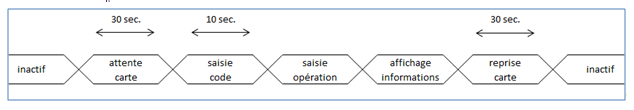 30 sec.
10 sec.
30 sec.
inactif
attente
carte
saisie
code
saisie
opération
affichage
informations
reprise
carte
inactif